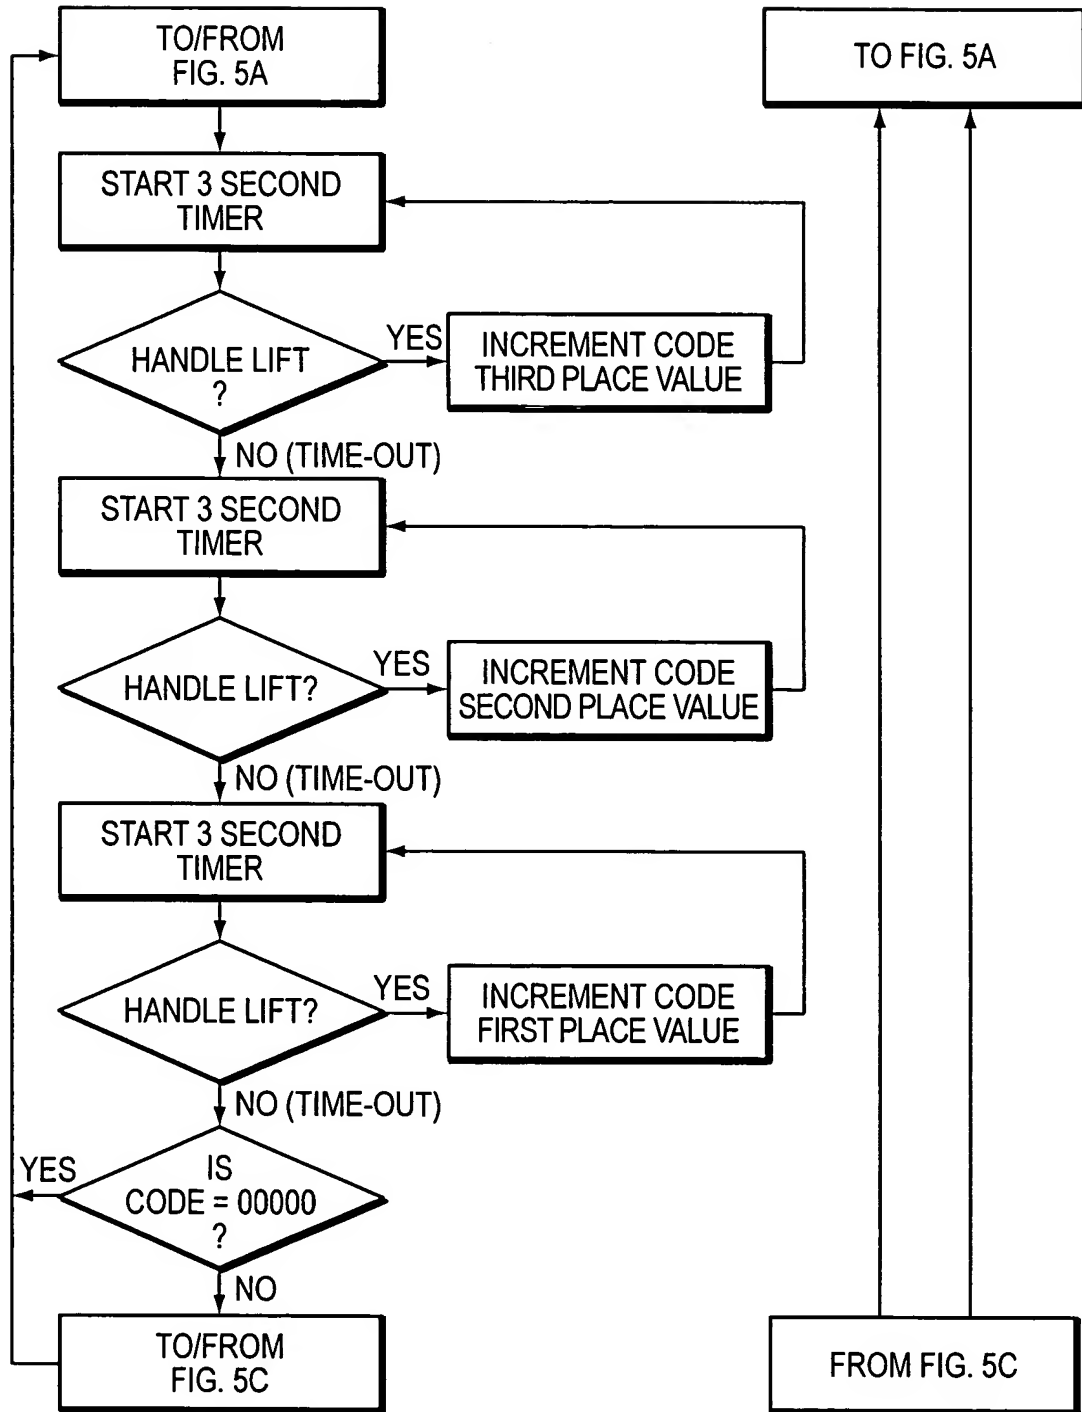 TO/FROM
FIG. 5A
TO FIG. 5A
START 3 SECOND
TIMER
HANDLE LIFT
?
YES
INCREMENT CODE
THIRD PLACE VALUE
NO (TIME-OUT)
START 3 SECOND
TIMER
HANDLE LIFT?
YES
INCREMENT CODE
SECOND PLACE VALUE
NO (TIME-OUT)
START 3 SECOND
TIMER
HANDLE LIFT?
YES
INCREMENT CODE
FIRST PLACE VALUE
NO (TIME-OUT)
YES
IS
CODE = 00000
?
NO
TO/FROM
FIG. 5C
FROM FIG. 5C